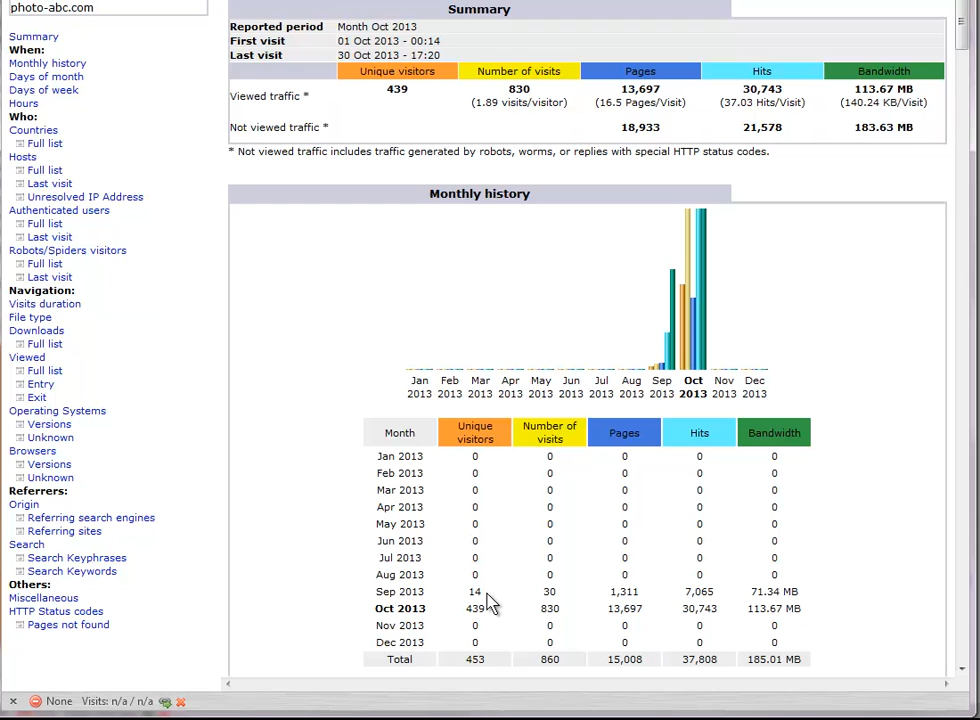 photo-abc.com
Summary
When:
Monthly history
Days of month
Days of week
Hours
Who:
Countries
Full list
Hosts
Full list
Last visit
Unresolved IP Address
Authenticated users
Full list
Last visit
Robots/Spiders visitors
Full list
Last visit
Navigation:
Visits duration
File type
Downloads
Full list
Viewed
Full list
Entry
Exit
Operating Systems
Versions
Unknown
Browsers
Versions
Unknown
Referrers:
Origin
Referring search engines
Referring sites
Search
Search Keyphrases
Search Keywords
Others:
Miscellaneous
HTTP Status codes
Pages not found
Summary
Reported period Month Oct 2013
First visit 01 Oct 2013 - 00:14
Last visit 30 Oct 2013 - 17:20
Unique visitors Number of visits Pages Hits Bandwidth
Viewed traffic * 439 830 13,697 30,743 113.67 MB
(1.89 visits/visitor) (16.5 Pages/Visit) (37.03 Hits/Visit) (140.24 KB/Visit)
Not viewed traffic * 18,933 21,578 183.63 MB
* Not viewed traffic includes traffic generated by robots, worms, or replies with special HTTP status codes.
Monthly history
Jan Feb Mar Apr May Jun Jul Aug Sep Oct Nov Dec
2013 2013 2013 2013 2013 2013 2013 2013 2013 2013 2013 2013
Month Unique visitors Number of visits Pages Hits Bandwidth
Jan 2013 0 0 0 0 0
Feb 2013 0 0 0 0 0
Mar 2013 0 0 0 0 0
Apr 2013 0 0 0 0 0
May 2013 0 0 0 0 0
Jun 2013 0 0 0 0 0
Jul 2013 0 0 0 0 0
Aug 2013 0 0 0 0 0
Sep 2013 14 30 1,311 7,065 71.34 MB
Oct 2013 439 830 13,697 30,743 113.67 MB
Nov 2013 0 0 0 0 0
Dec 2013 0 0 0 0 0
Total 453 860 15,008 37,808 185.01 MB
None Visits: n/a / n/a